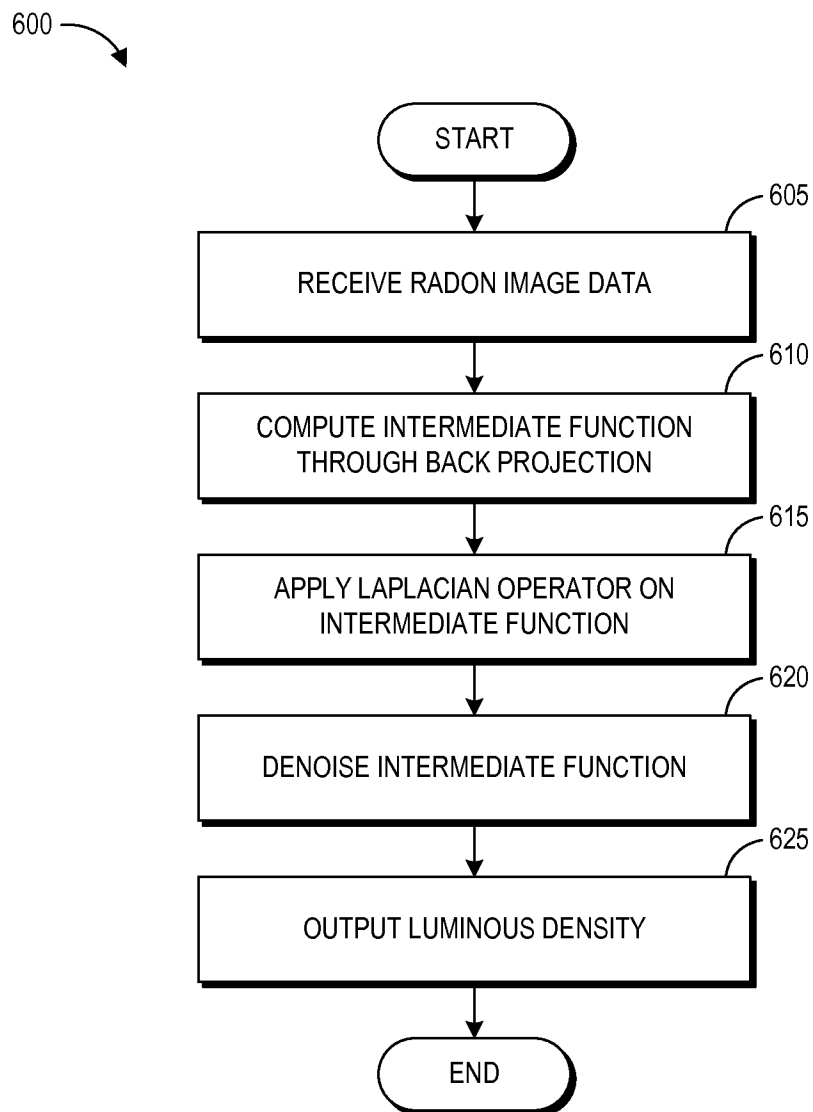 600
START
605
RECEIVE RADON IMAGE DATA
610
COMPUTE INTERMEDIATE FUNCTION
THROUGH BACK PROJECTION
615
APPLY LAPLACIAN OPERATOR ON
INTERMEDIATE FUNCTION
620
DENOISE INTERMEDIATE FUNCTION
625
OUTPUT LUMINOUS DENSITY
END